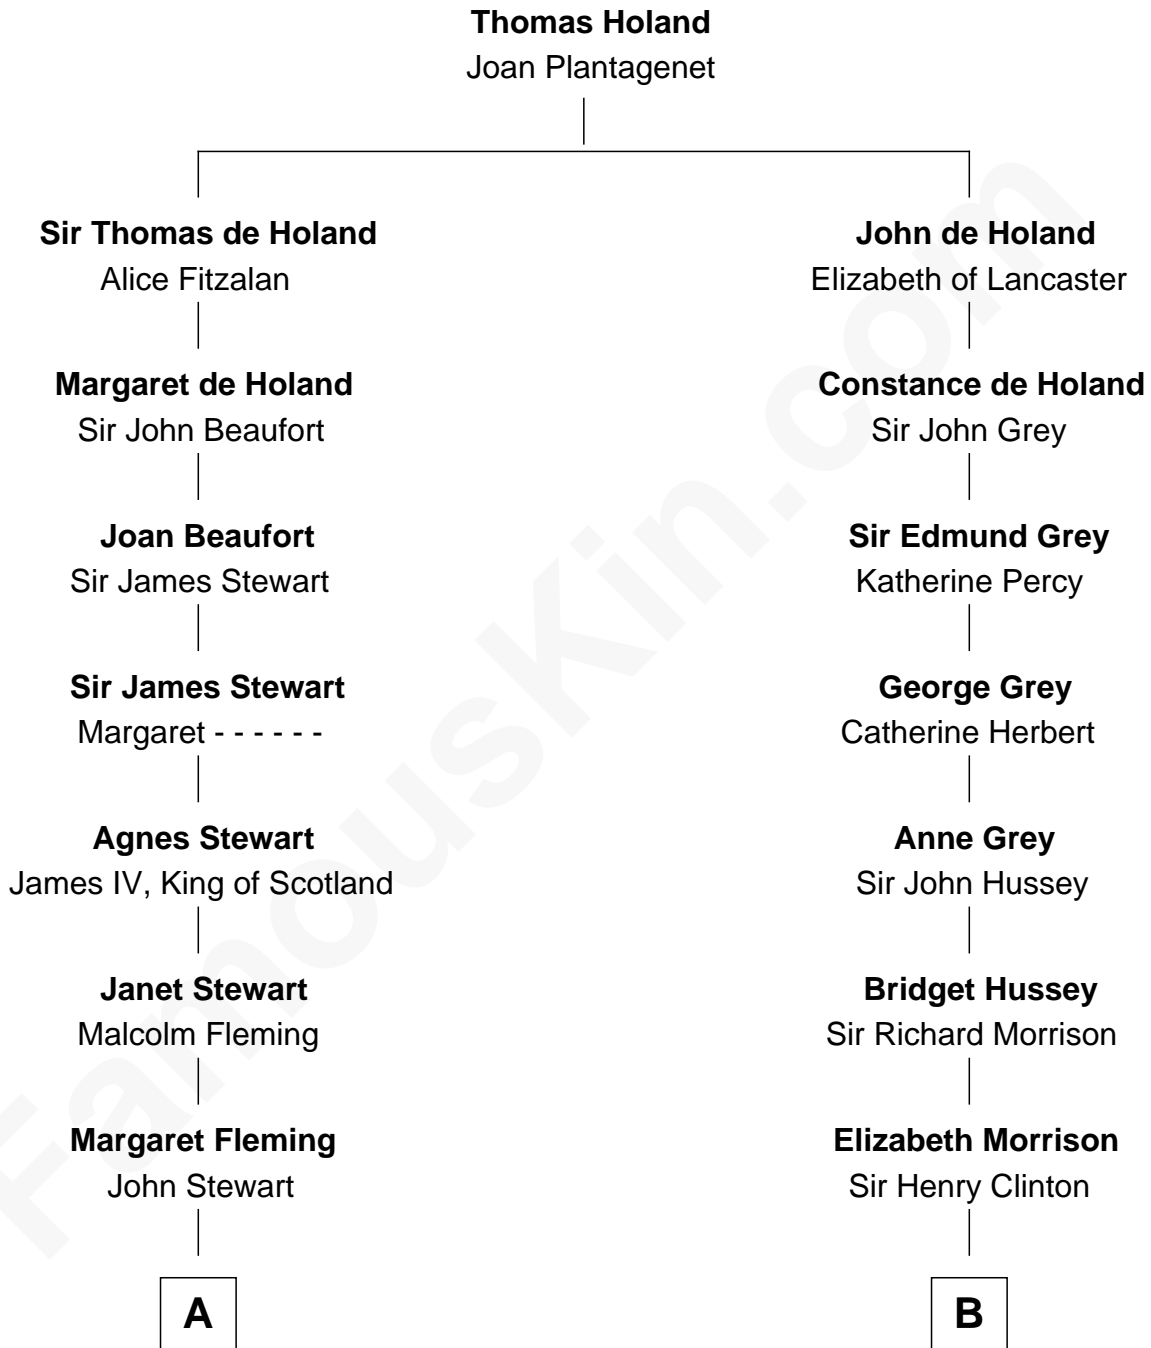 Thomas Holand
Joan Plantagenet
Sir Thomas de Holand
Alice Fitzalan
John de Holand
Elizabeth of Lancaster
Margaret de Holand
Sir John Beaufort
Constance de Holand
Sir John Grey
Joan Beaufort
Sir James Stewart
Sir Edmund Grey
Katherine Percy
Sir James Stewart
Margaret - - - - - -
George Grey
Catherine Herbert
Agnes Stewart
James IV, King of Scotland
Anne Grey
Sir John Hussey
Janet Stewart
Malcolm Fleming
Bridget Hussey
Sir Richard Morrison
Margaret Fleming
John Stewart
Elizabeth Morrison
Sir Henry Clinton
A
B
FamousKin.com